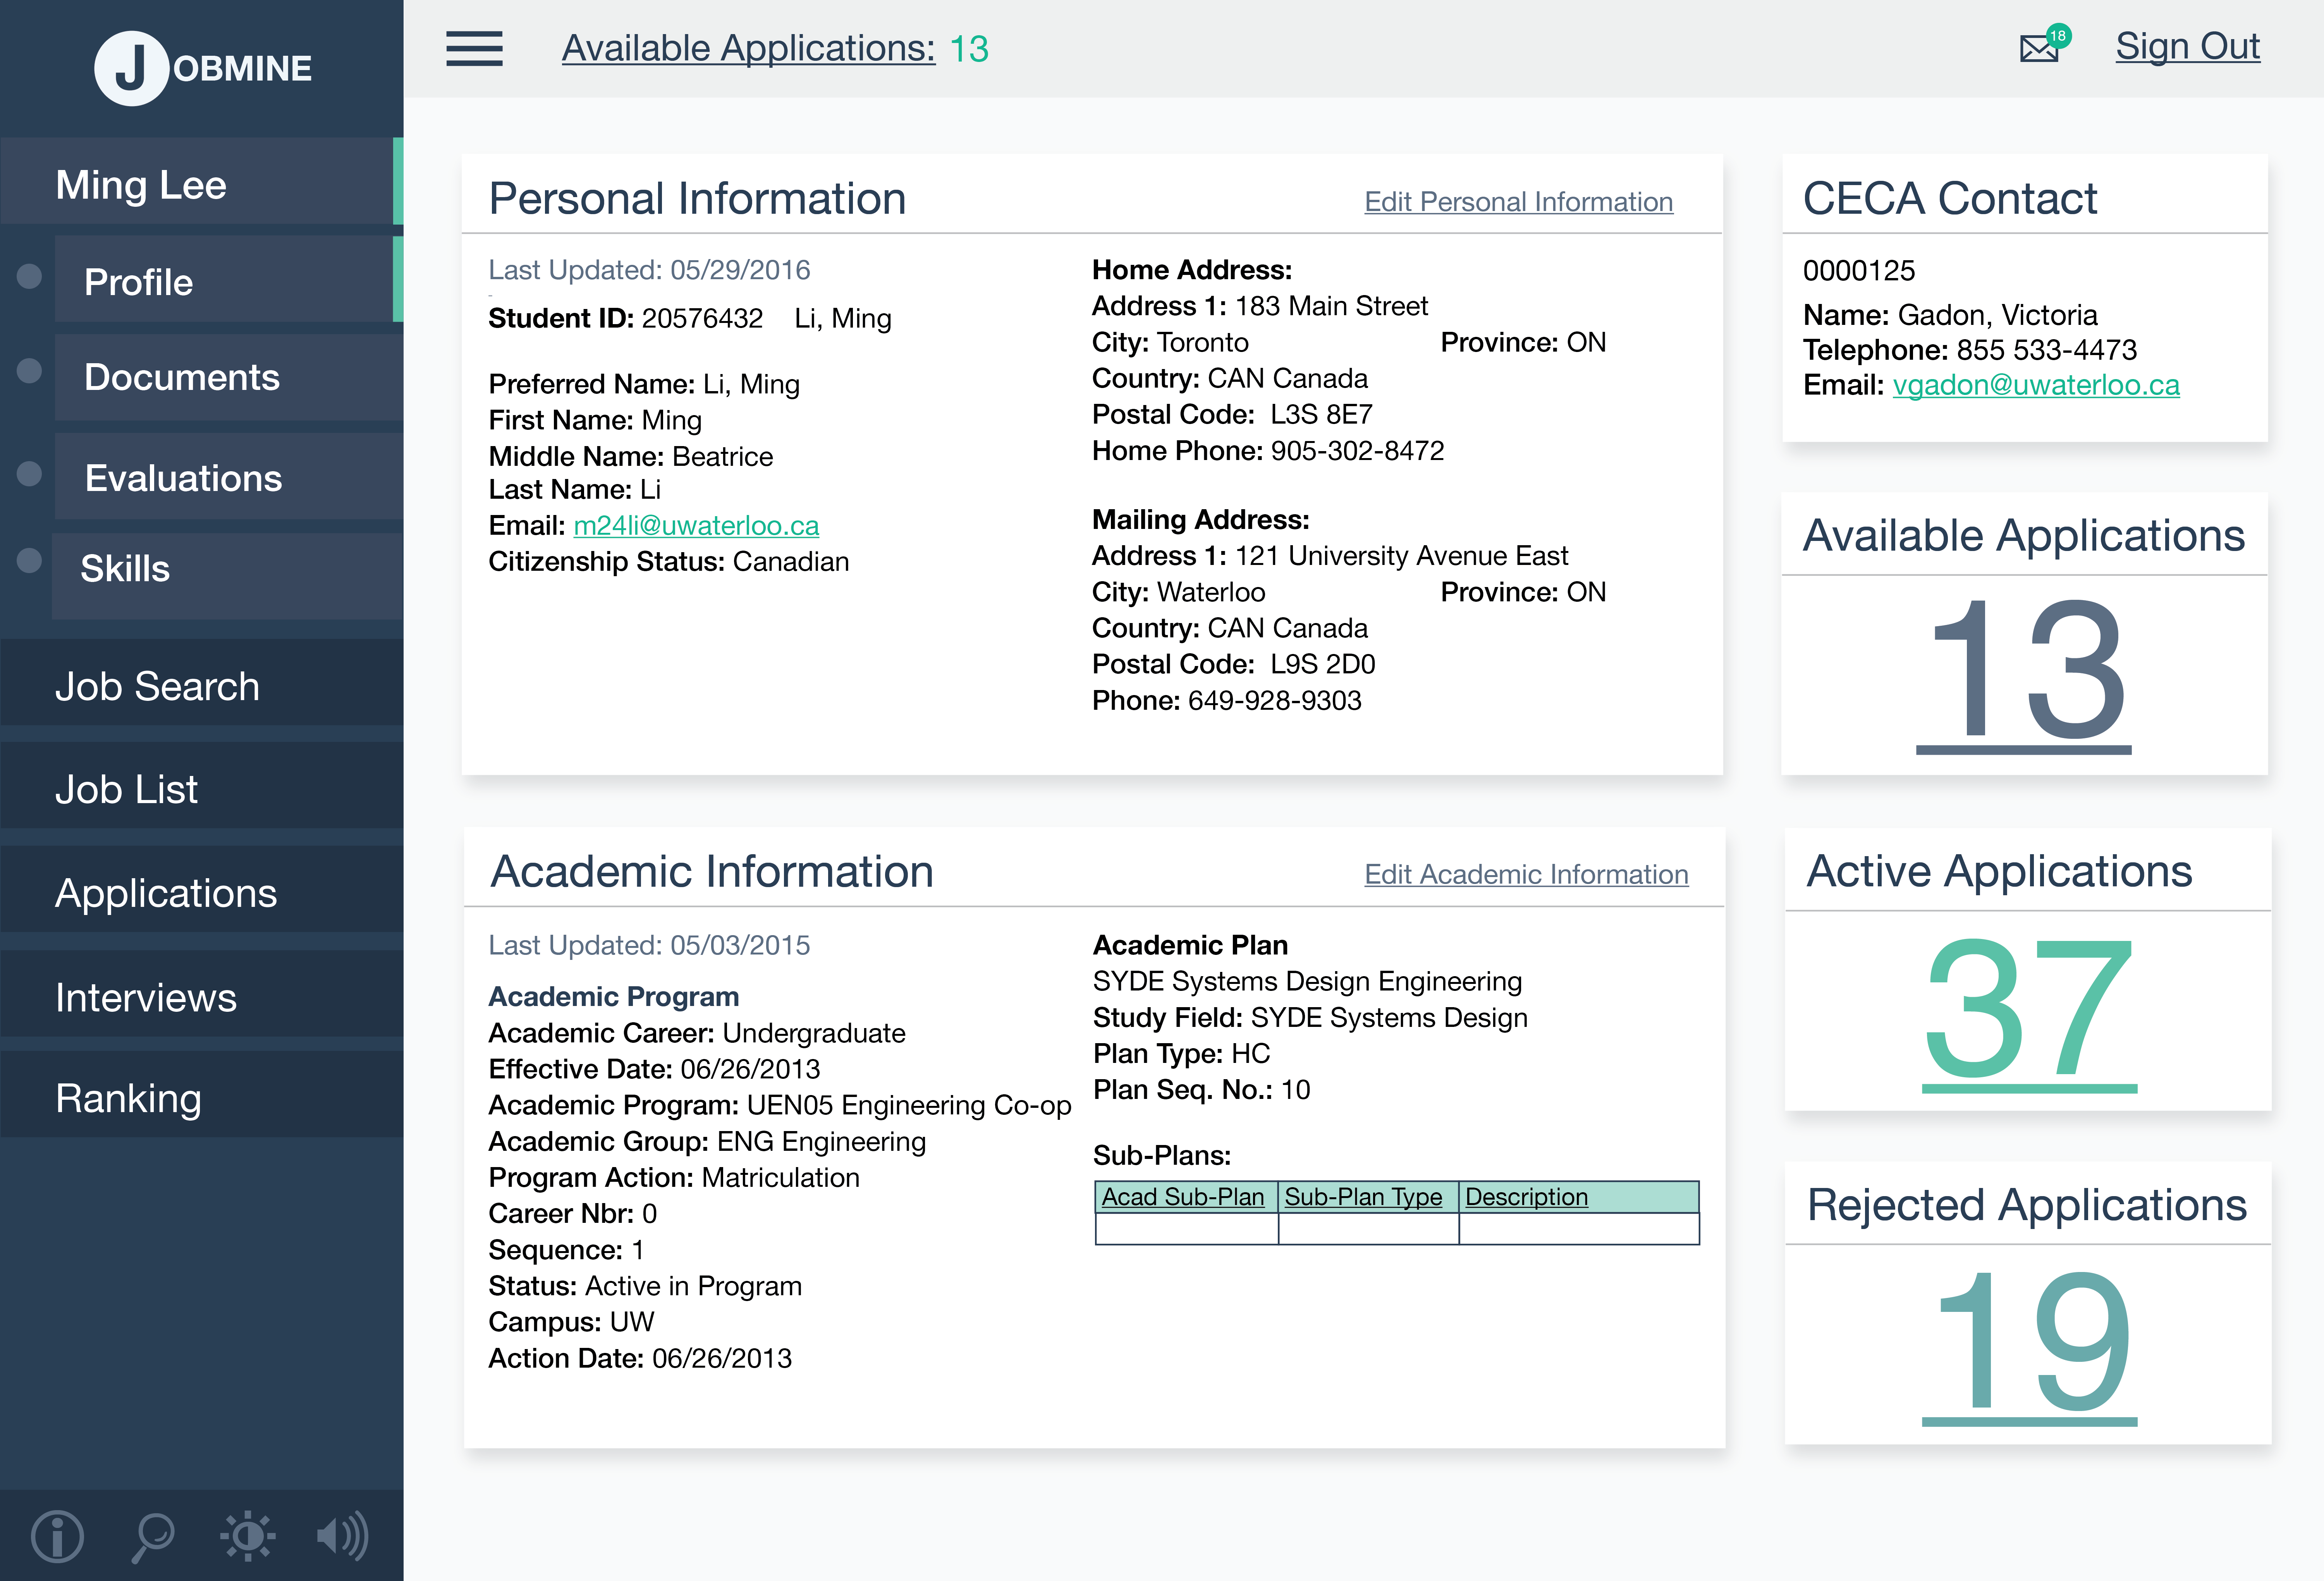 JOBMINE
Available Applications: 13
18
Sign Out
Ming Lee
Profile
Documents
Evaluations
Skills
Job Search
Job List
Applications
Interviews
Ranking
Personal Information
Edit Personal Information
Last Updated: 05/29/2016
Student ID: 20576432 Li, Ming
Preferred Name: Li, Ming
First Name: Ming
Middle Name: Beatrice
Last Name: Li
Email: m24li@uwaterloo.ca
Citizenship Status: Canadian
Home Address:
Address 1: 183 Main Street
City: Toronto Province: ON
Country: CAN Canada
Postal Code: L3S 8E7
Home Phone: 905-302-8472
Mailing Address:
Address 1: 121 University Avenue East
City: Waterloo Province: ON
Country: CAN Canada
Postal Code: L9S 2D0
Phone: 649-928-9303
CECA Contact
0000125
Name: Gadon, Victoria
Telephone: 855 533-4473
Email: vgadon@uwaterloo.ca
Available Applications
13
Academic Information
Edit Academic Information
Last Updated: 05/03/2015
Academic Program
Academic Career: Undergraduate
Effective Date: 06/26/2013
Academic Program: UEN05 Engineering Co-op
Academic Group: ENG Engineering
Program Action: Matriculation
Career Nbr: 0
Sequence: 1
Status: Active in Program
Campus: UW
Action Date: 06/26/2013
Academic Plan
SYDE Systems Design Engineering
Study Field: SYDE Systems Design
Plan Type: HC
Plan Seq. No.: 10
Sub-Plans:
Acad Sub-Plan Sub-Plan Type Description
Active Applications
37
Rejected Applications
19